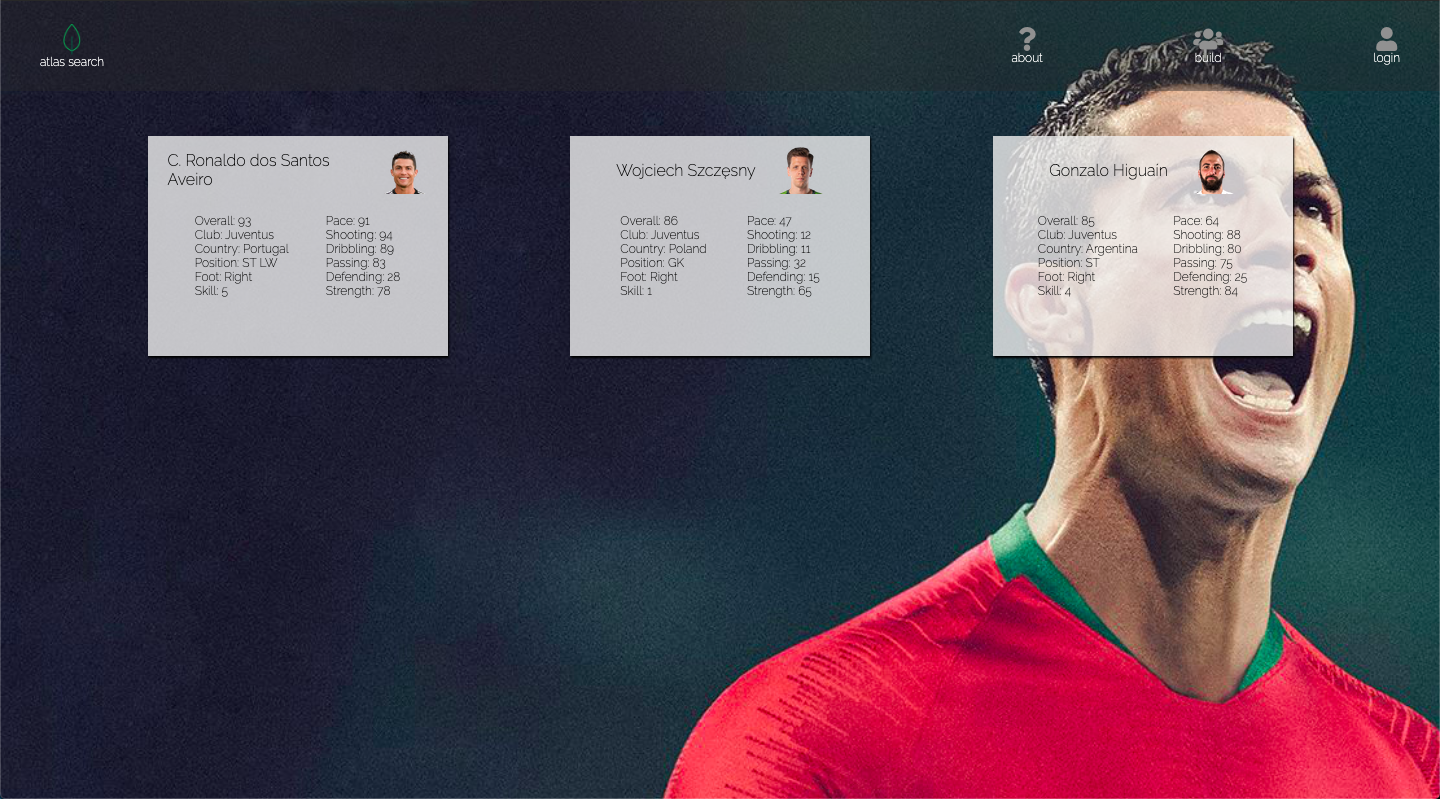 atlas search
about
build
login
C. Ronaldo dos Santos
Aveiro
Overall: 93
Club: Juventus
Country: Portugal
Position: ST LW
Foot: Right
Skill: 5
Pace: 91
Shooting: 94
Dribbling: 89
Passing: 83
Defending: 28
Strength: 78
Wojciech Szczęsny
Overall: 86
Club: Juventus
Country: Poland
Position: GK
Foot: Right
Skill: 1
Pace: 47
Shooting: 12
Dribbling: 11
Passing: 32
Defending: 15
Strength: 65
Gonzalo Higuaín
Overall: 85
Club: Juventus
Country: Argentina
Position: ST
Foot: Right
Skill: 4
Pace: 64
Shooting: 88
Dribbling: 80
Passing: 75
Defending: 25
Strength: 84